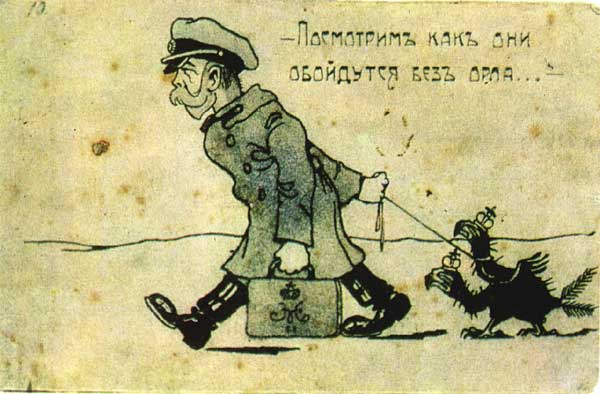 —Посмотримъ какъ они
обойдутся безъ орла...—